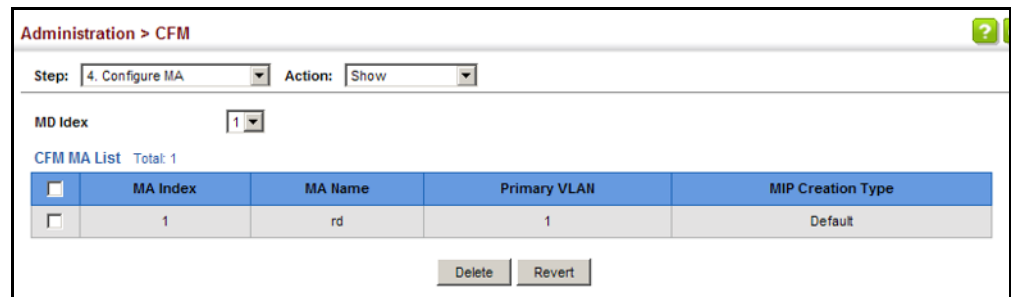 Administration > CFM
?
Step: 4. Configure MA Action: Show
MD Idex 1
CFM MA List Total: 1
MA Index MA Name Primary VLAN MIP Creation Type
1 rd 1 Default
Delete Revert